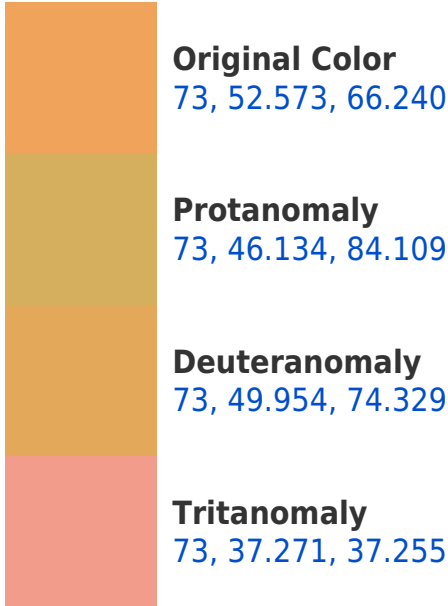 Original Color
73, 52.573, 66.240
Protanomaly
73, 46.134, 84.109
Deuteranomaly
73, 49.954, 74.329
Tritanomaly
73, 37.271, 37.255